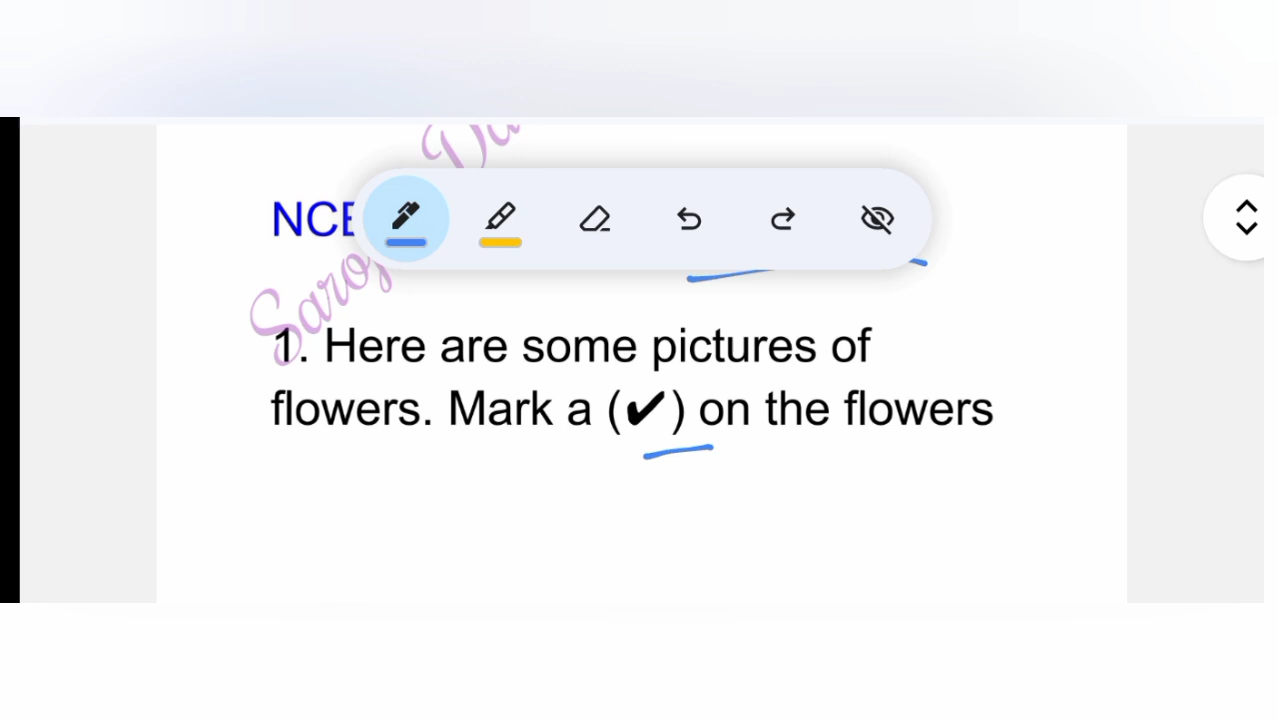 NCE
1. Here are some pictures of
flowers. Mark a (✔) on the flowers